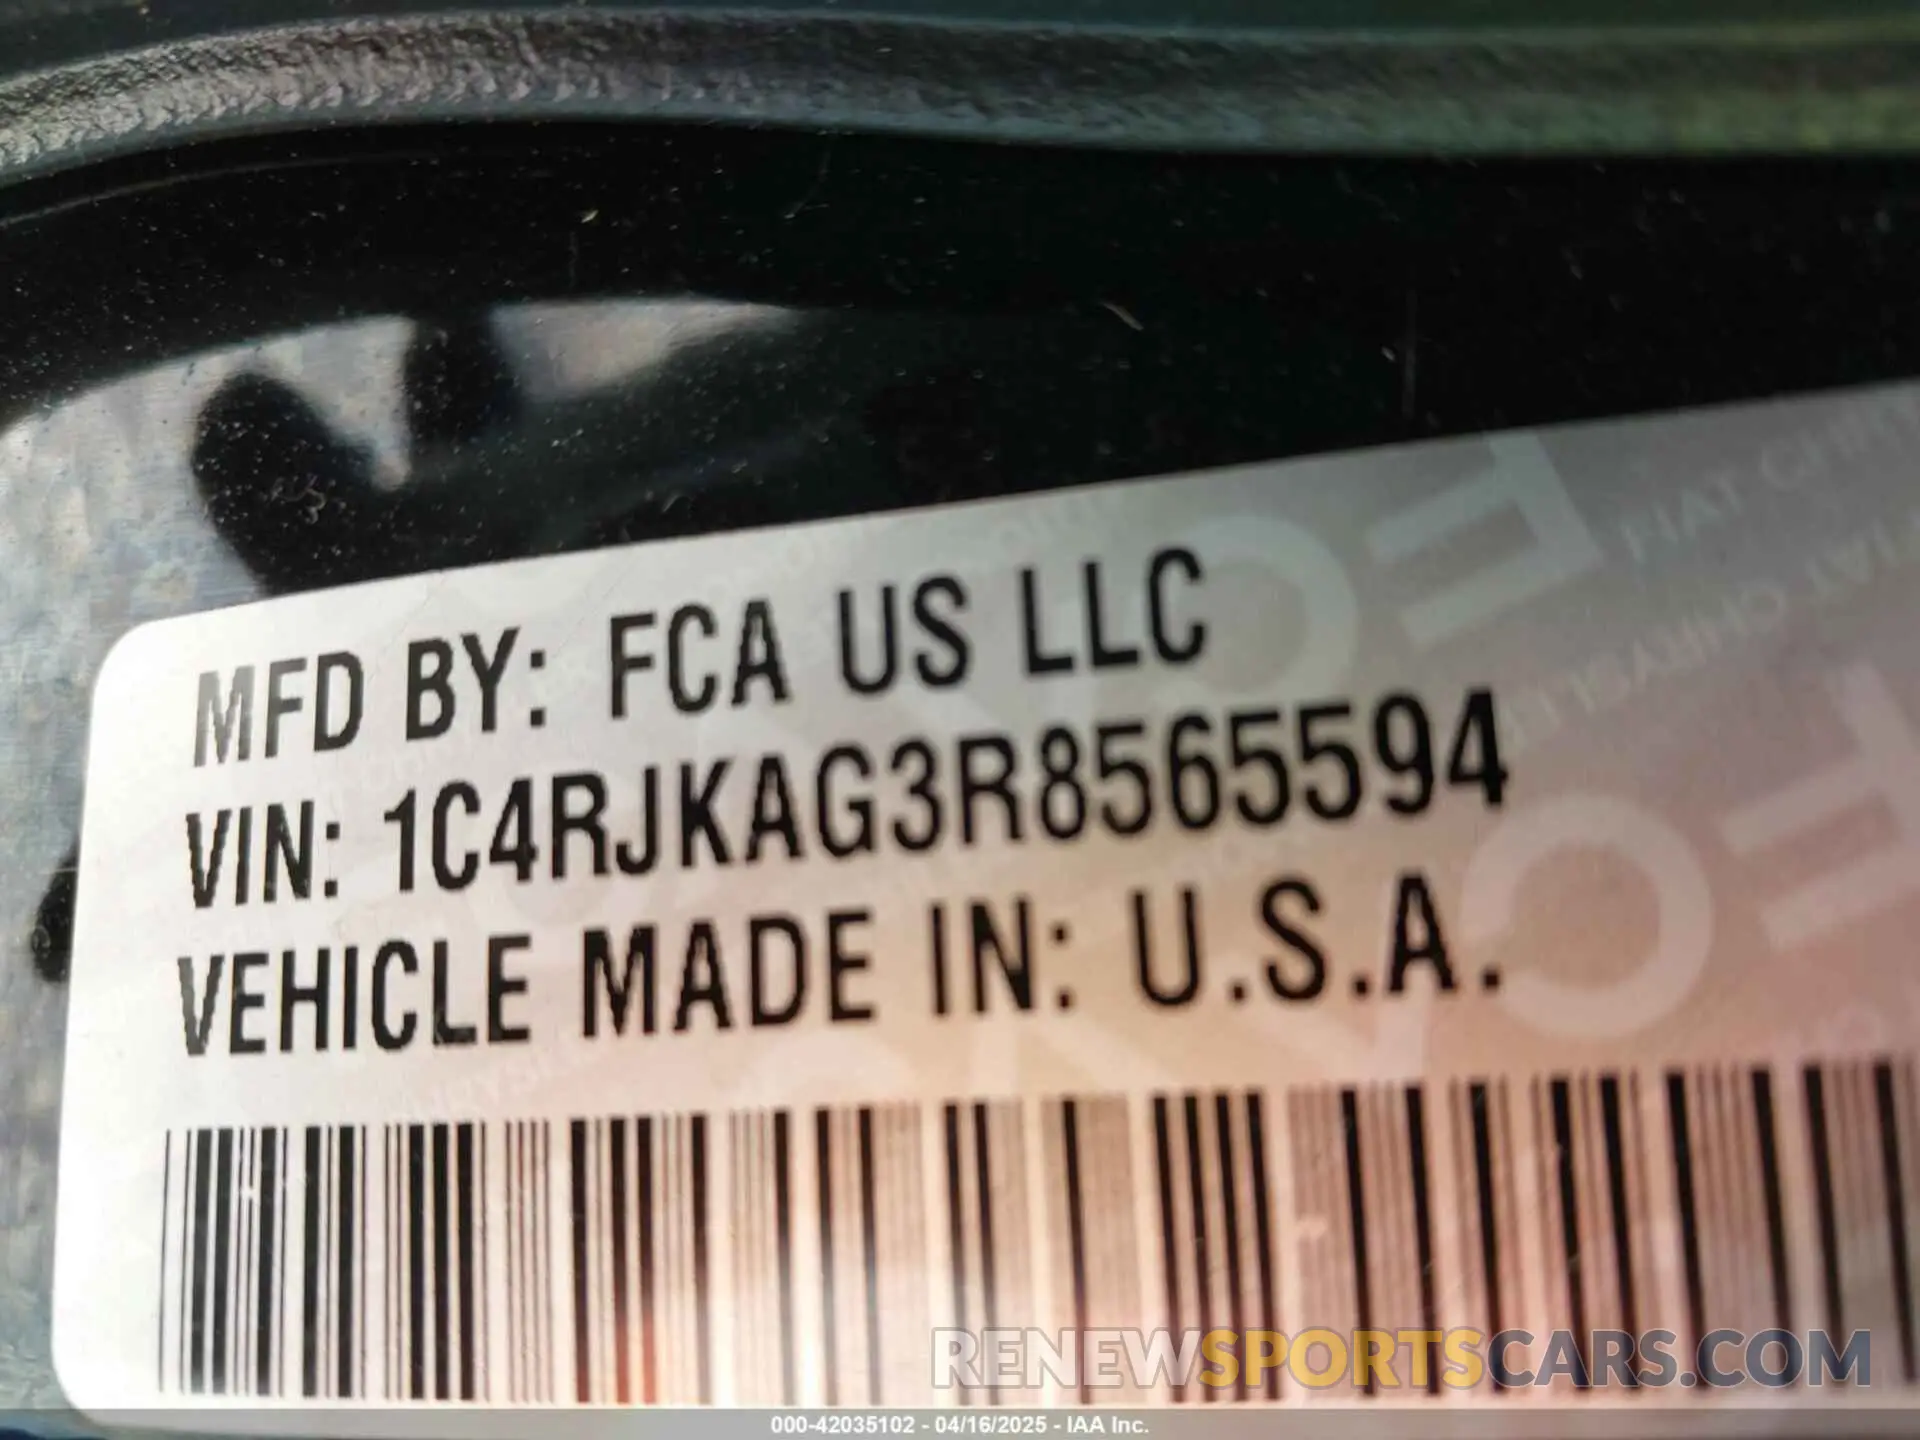 MFD BY: FCA US LLC
VIN: 1C4RJKAG3R8565594
VEHICLE MADE IN: U.S.A.
FIAT
RENEWSPORTSCARS.COM
000-42035102 - 04/16/2025 - IAA Inc.